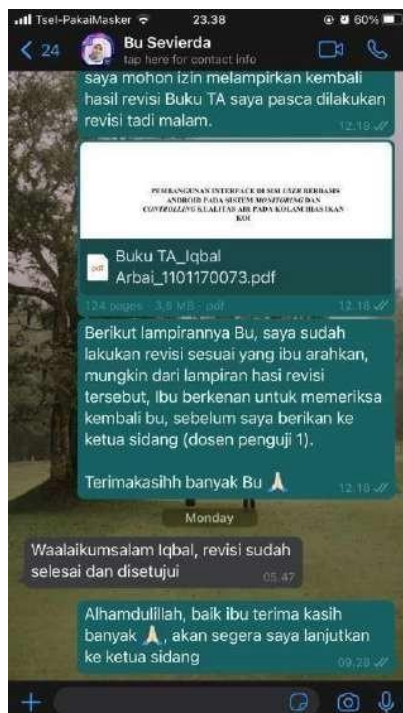 Tsel-PakaiMasker 23.38 60%
24 Bu Sevierda
tap here for contact info
saya mohon izin melampirkan kembali
hasil revisi Buku TA saya pasca dilakukan
revisi tadi malam.
12.18
PEMBANGUNAN INTERFACE DI SISI USER BERBASIS
ANDROID PADA SISTEM MONITORING DAN
CONTROLLING KUALITAS AIR PADA KOLAM HIAS IKAN
KOI
pdf
Buku TA_Iqbal
Arbai_1101170073.pdf
124 pages · 3,6 MB · pdf 12.18
Berikut lampirannya Bu, saya sudah
lakukan revisi sesuai yang ibu arahkan,
mungkin dari lampiran hasi revisi
tersebut, Ibu berkenan untuk memeriksa
kembali bu, sebelum saya berikan ke
ketua sidang (dosen penguji 1).
Terimakasihh banyak Bu 🙏🏻
12.18
Monday
Waalaikumsalam Iqbal, revisi sudah
selesai dan disetujui 05.47
Alhamdulillah, baik ibu terima kasih
banyak 🙏🏻, akan segera saya lanjutkan
ke ketua sidang 09.28